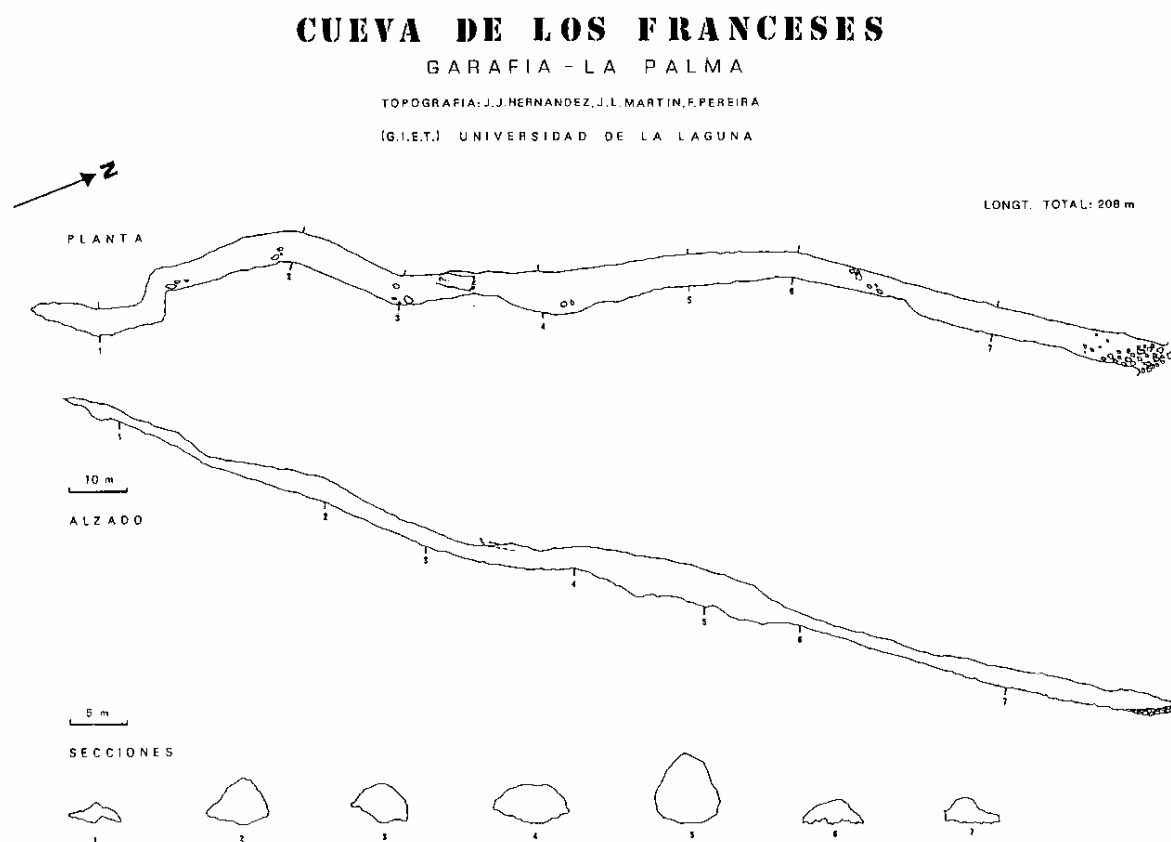 CUEVA DE LOS FRANCESES
GARAFIA - LA PALMA
TOPOGRAFIA: J.J.HERNANDEZ, J.L.MARTIN, F.PEREIRA
(G.I.E.T.) UNIVERSIDAD DE LA LAGUNA
N
LONGT. TOTAL: 208 m
PLANTA
1 2 3 4 5 6 7
10 m
ALZADO
1 2 3 4 5 6 7
5 m
SECCIONES
1 2 3 4 5 6 7